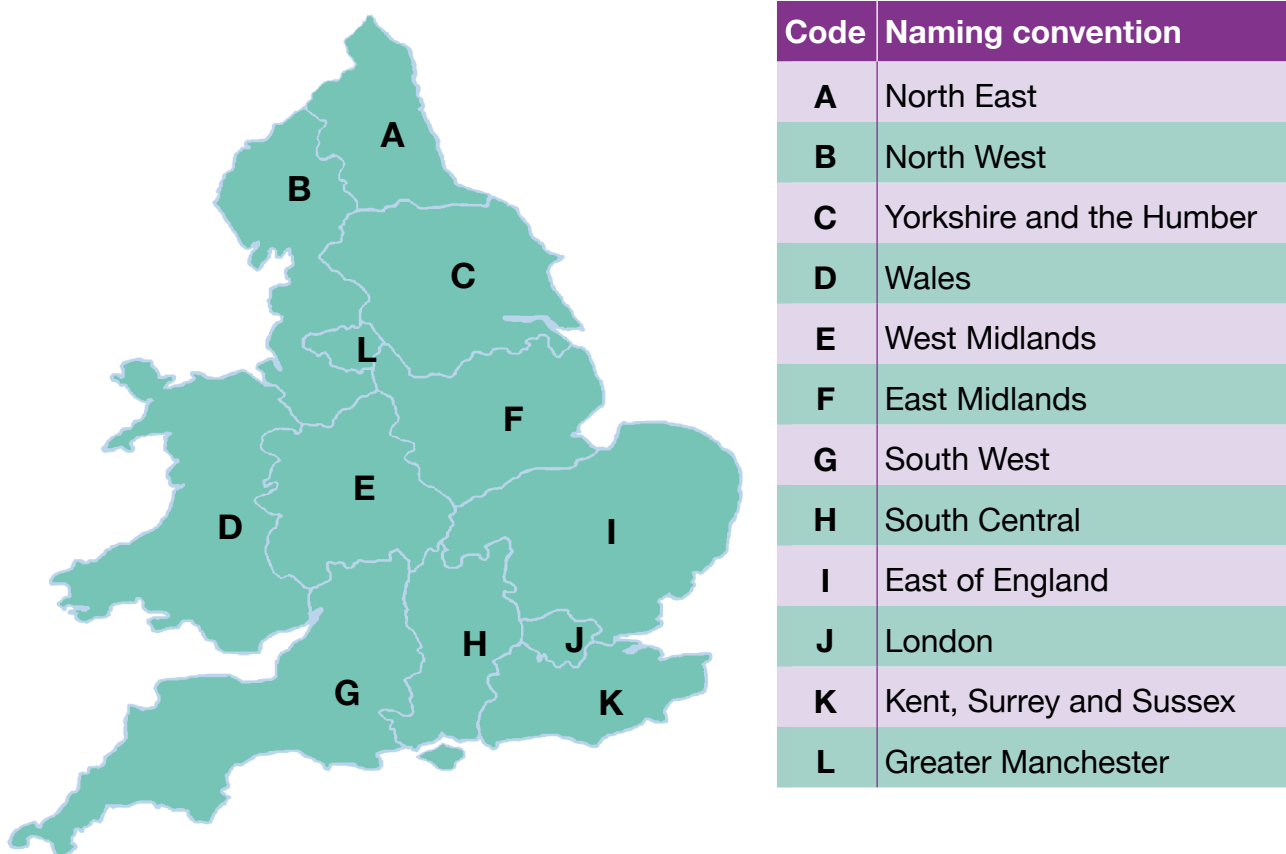 A
B
C
L
F
E
D
I
H
J
G
K
Code Naming convention
A North East
B North West
C Yorkshire and the Humber
D Wales
E West Midlands
F East Midlands
G South West
H South Central
I East of England
J London
K Kent, Surrey and Sussex
L Greater Manchester